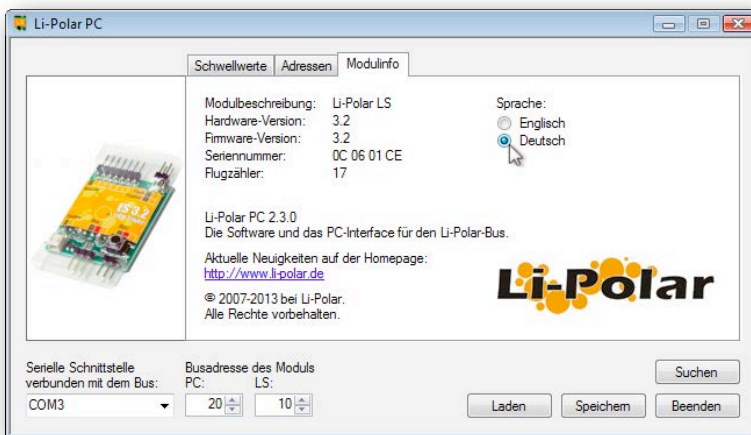 Li-Polar PC
Schwellwerte Adressen Modulinfo
Modulbeschreibung: Li-Polar LS
Hardware-Version: 3.2
Firmware-Version: 3.2
Seriennummer: 0C 06 01 CE
Flugzähler: 17
Sprache:
Englisch
Deutsch
Li-Polar PC 2.3.0
Die Software und das PC-Interface für den Li-Polar-Bus.
Aktuelle Neuigkeiten auf der Homepage:
http://www.li-polar.de
© 2007-2013 bei Li-Polar.
Alle Rechte vorbehalten.
Li-Polar
Serielle Schnittstelle
verbunden mit dem Bus:
COM3
Busadresse des Moduls
PC: LS:
20 10
Suchen
Laden Speichern Beenden